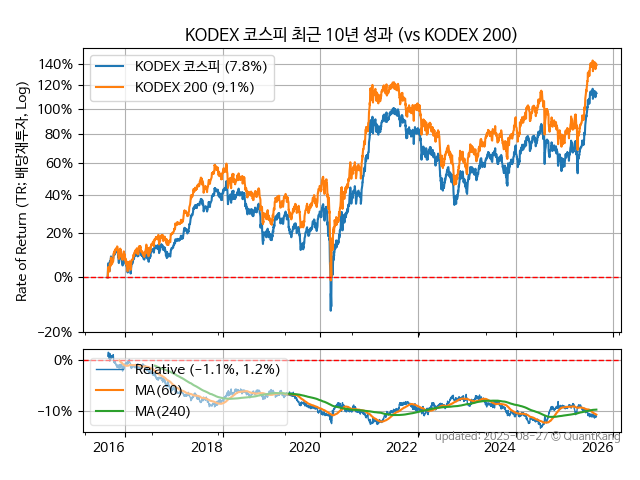 KODEX 코스피 최근 10년 성과 (vs KODEX 200)
Rate of Return (TR: 배당재투자, Log)
140%
120%
100%
80%
60%
40%
20%
0%
−20%
KODEX 코스피 (7.8%)
KODEX 200 (9.1%)
0%
−10%
Relative (−1.1%, 1.2%)
MA(60)
MA(240)
2016
2018
2020
2022
2024
2026
updated: 2025-08-27 © QuantKang